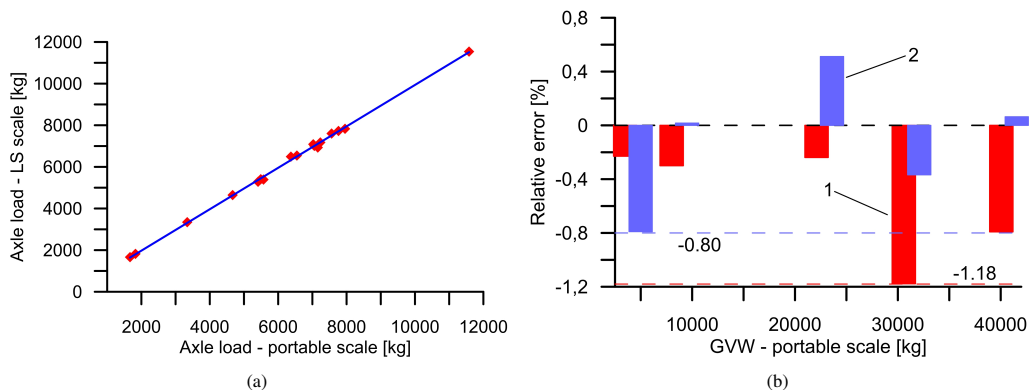 12000
10000
8000
6000
4000
2000
0
Axle load - LS scale [kg]
2000 4000 6000 8000 10000 12000
Axle load - portable scale [kg]
(a)
0,8
0,4
0
-0,4
-0,8
-1,2
Relative error [%]
2
1
-0.80
-1.18
10000 20000 30000 40000
GVW - portable scale [kg]
(b)